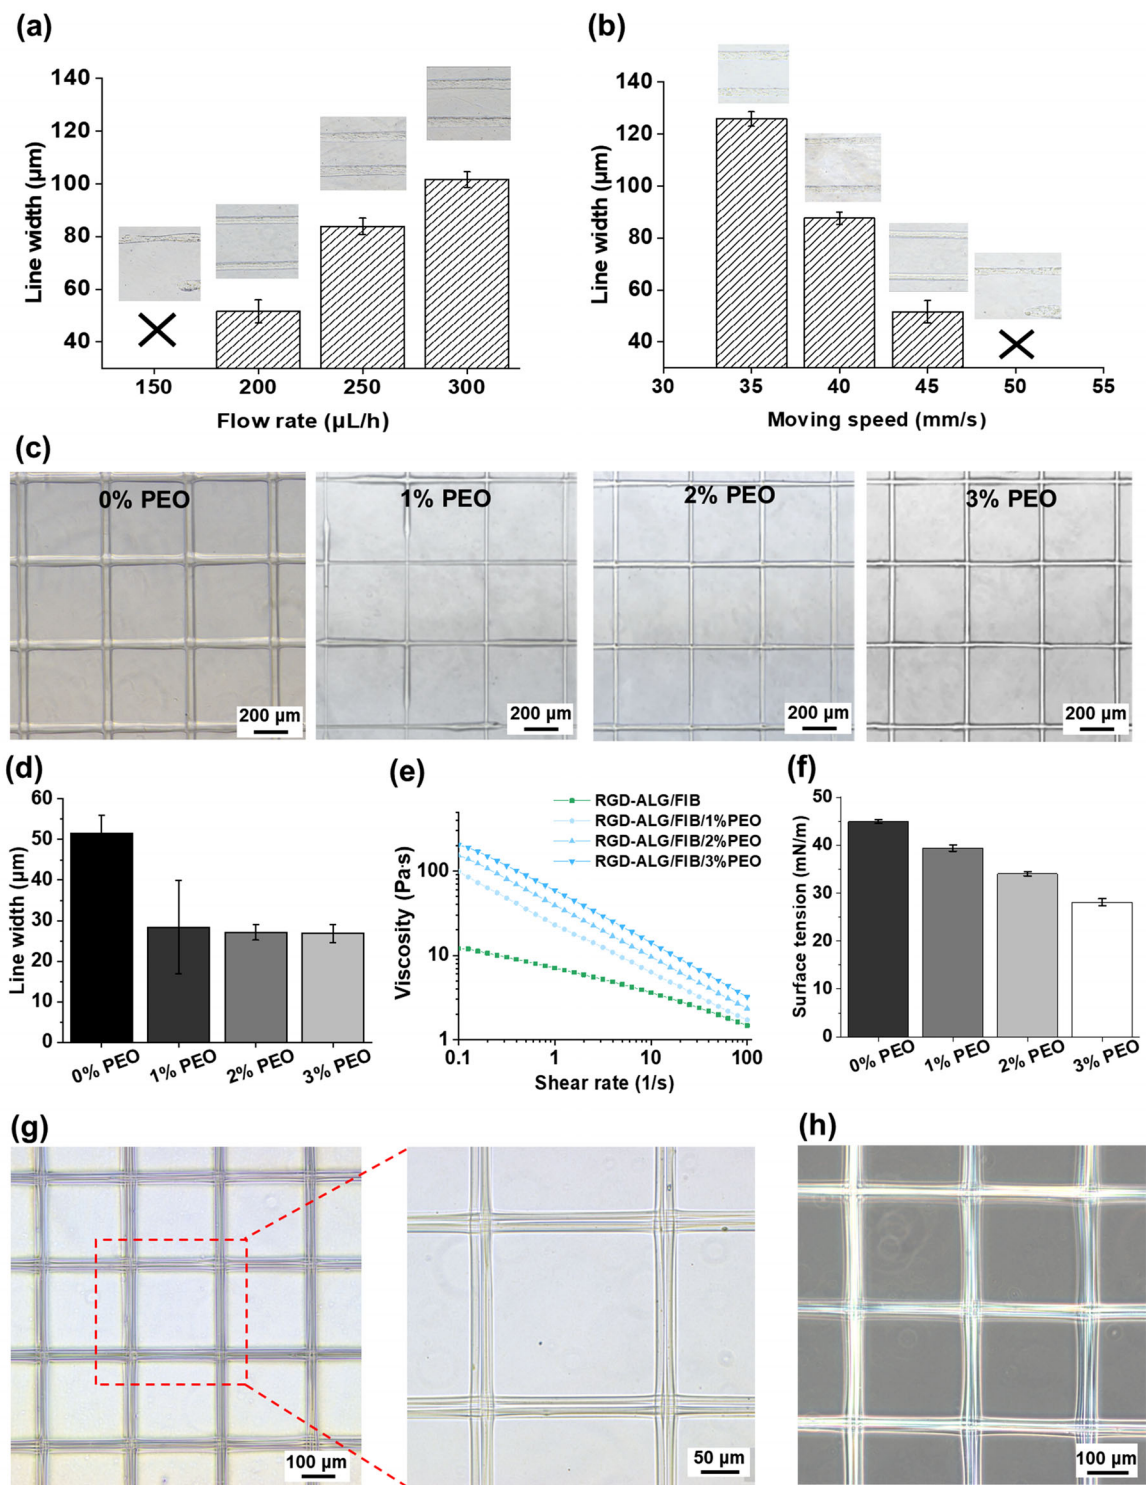 (a)
140
120
100
80
60
40
Line width (μm)
150
200
250
300
Flow rate (μL/h)
(b)
140
120
100
80
60
40
Line width (μm)
30
35
40
45
50
55
Moving speed (mm/s)
(c)
0% PEO
200 μm
1% PEO
200 μm
2% PEO
200 μm
3% PEO
200 μm
(d)
60
50
40
30
20
10
0
Line width (μm)
0% PEO
1% PEO
2% PEO
3% PEO
(e)
RGD-ALG/FIB
RGD-ALG/FIB/1%PEO
RGD-ALG/FIB/2%PEO
RGD-ALG/FIB/3%PEO
100
10
1
Viscosity (Pa·s)
0.1
1
10
100
Shear rate (1/s)
(f)
50
40
30
20
10
0
Surface tension (mN/m)
0% PEO
1% PEO
2% PEO
3% PEO
(g)
100 μm
50 μm
(h)
100 μm